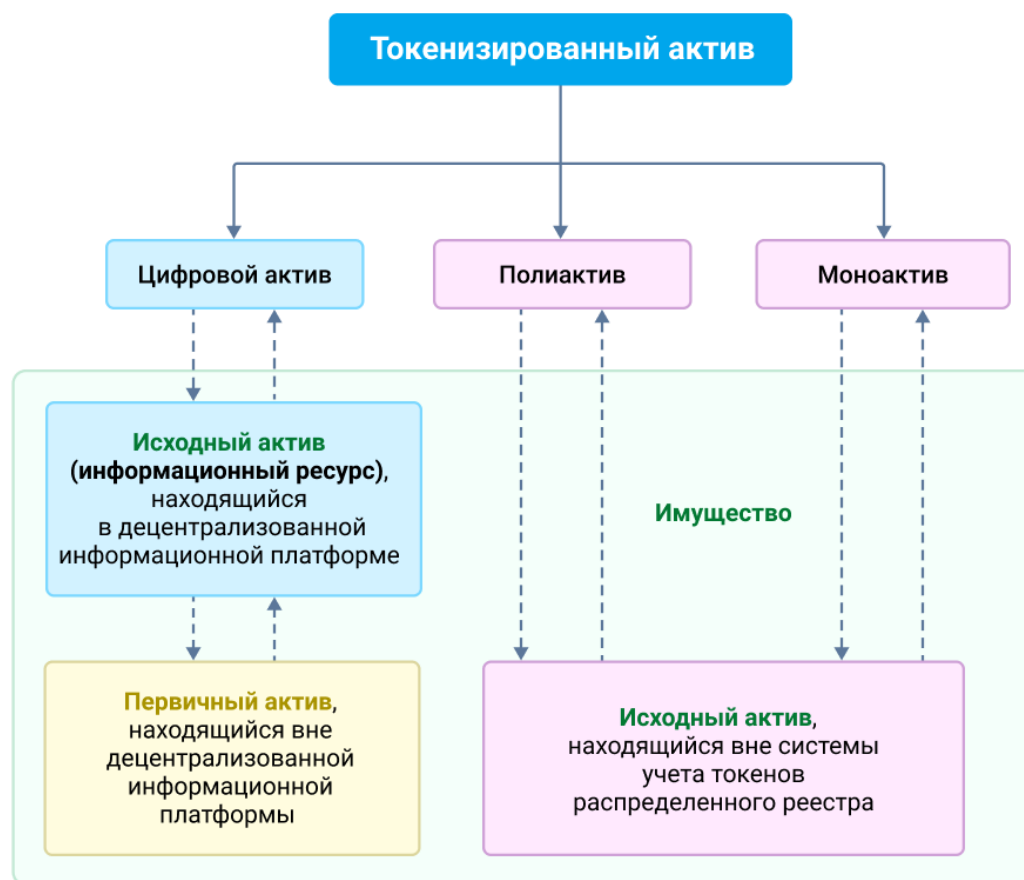 Токенизированный актив
Цифровой актив
Полиактив
Моноактив
Исходный актив
(информационный ресурс),
находящийся
в децентрализованной
информационной платформе
Имущество
Первичный актив,
находящийся вне
децентрализованной
информационной
платформы
Исходный актив,
находящийся вне системы
учета токенов
распределенного реестра